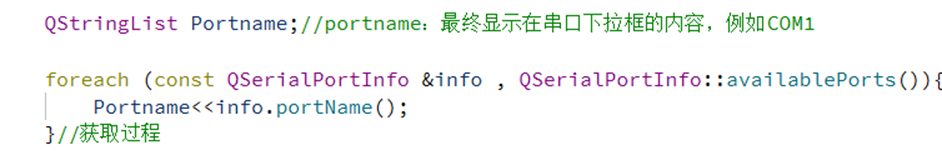 QStringList Portname;//portname：最终显示在串口下拉框的内容，例如COM1
foreach (const QSerialPortInfo &info , QSerialPortInfo::availablePorts()){
Portname<<info.portName();
}//获取过程